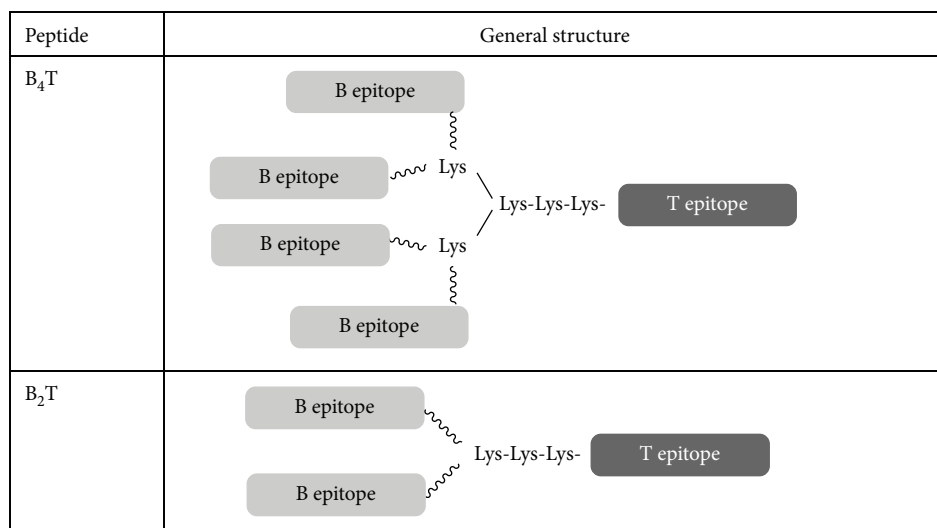 Peptide General structure
B₄T
B epitope
Lys
B epitope
Lys-Lys-Lys- T epitope
B epitope Lys
B epitope
B₂T
B epitope
Lys-Lys-Lys- T epitope
B epitope